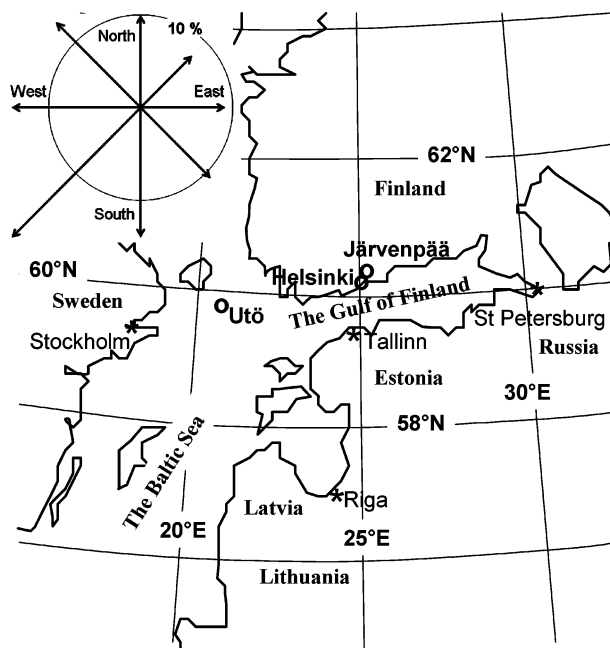 North
10 %
West
East
South
62°N
Finland
Järvenpää
60°N
Helsinki
The Gulf of Finland
Sweden
Utö
St Petersburg
Stockholm
Tallinn
Russia
Estonia
30°E
58°N
The Baltic Sea
Latvia
Riga
20°E
25°E
Lithuania